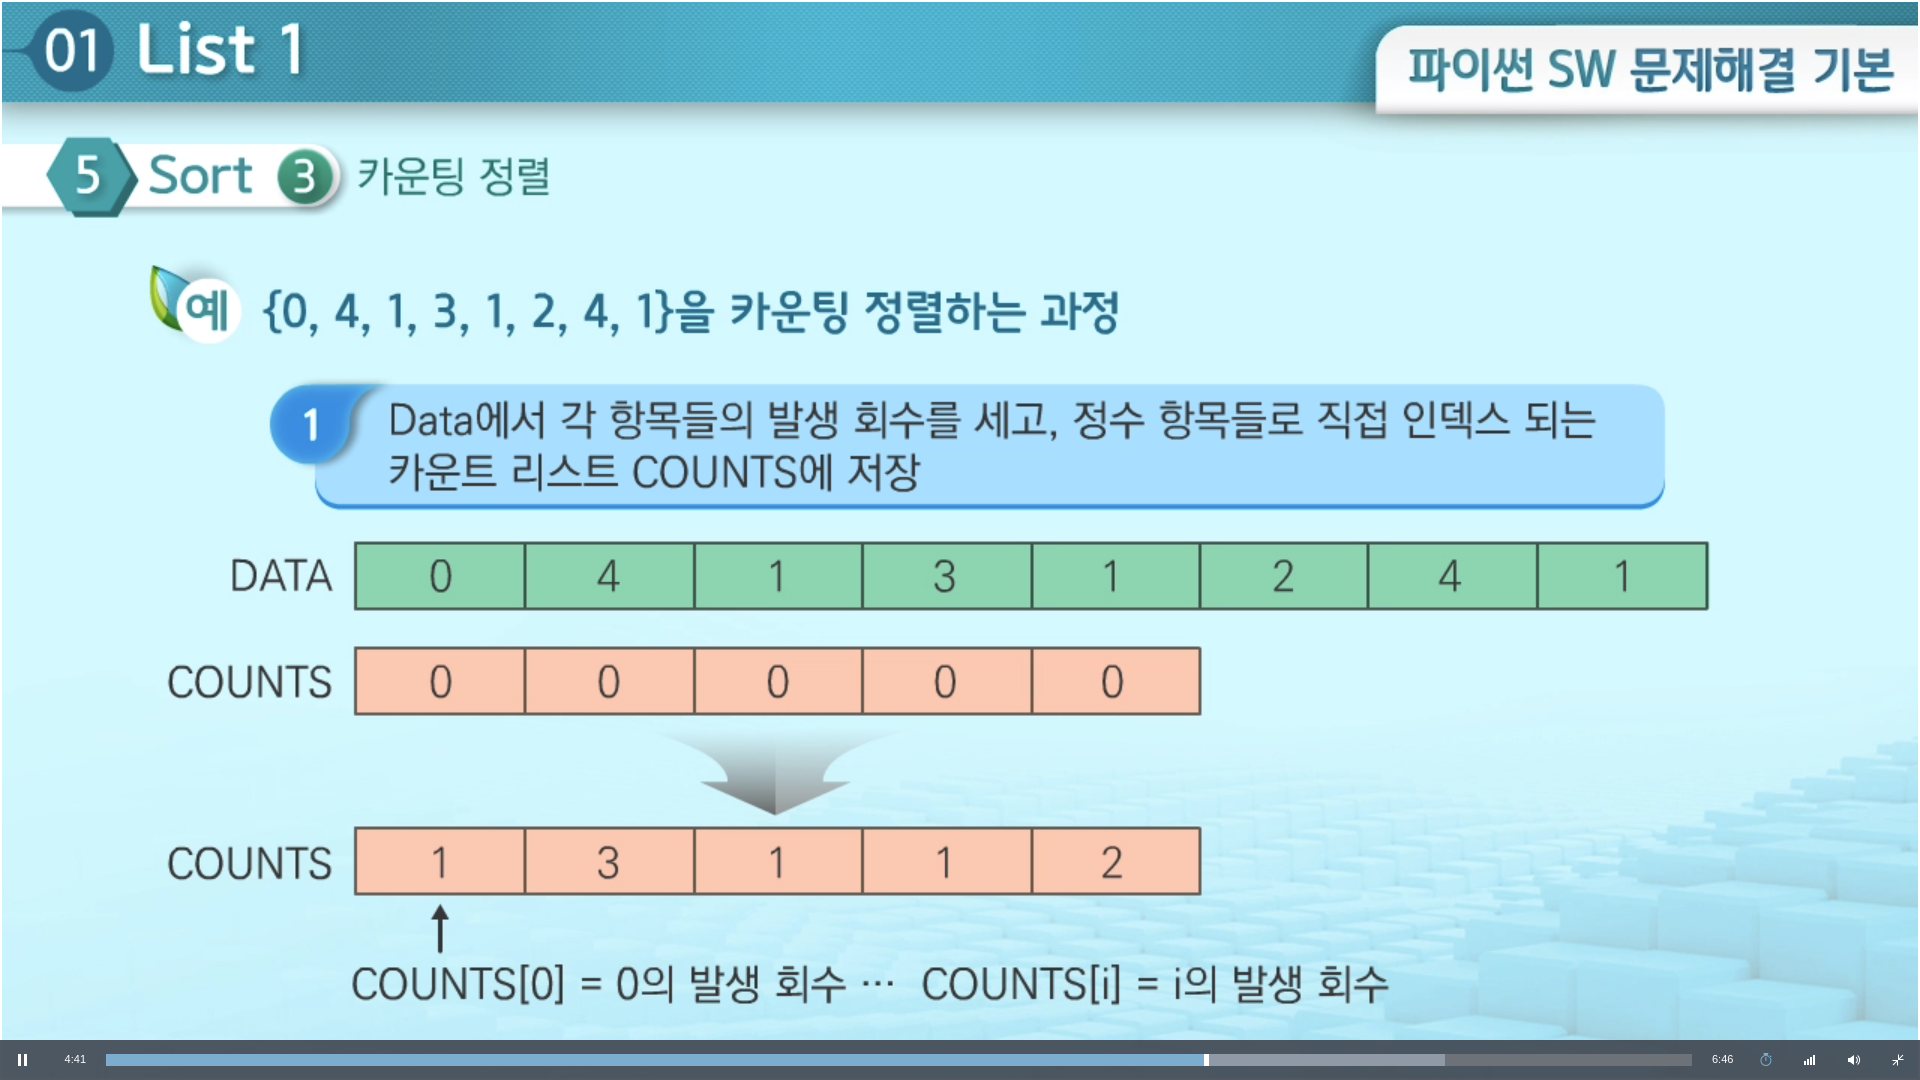 01 List 1
파이썬 SW 문제해결 기본
5 Sort 3 카운팅 정렬
예 {0, 4, 1, 3, 1, 2, 4, 1}을 카운팅 정렬하는 과정
1 Data에서 각 항목들의 발생 회수를 세고, 정수 항목들로 직접 인덱스 되는
카운트 리스트 COUNTS에 저장
DATA 0 4 1 3 1 2 4 1
COUNTS 0 0 0 0 0
COUNTS 1 3 1 1 2
COUNTS[0] = 0의 발생 회수 ⋯ COUNTS[i] = i의 발생 회수
4:41 6:46